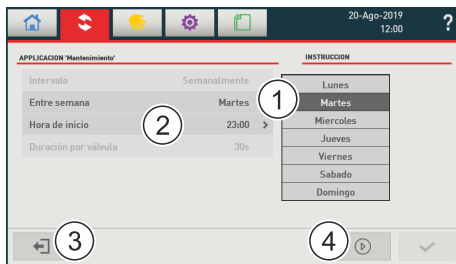 20-Ago-2019
12:00
?
APPLICACION 'Mantenimiento'
INSTRUCCION
Intervalo Semanalmente
Entre semana Martes
Hora de inicio 23:00 >
Duración por válvula 30s
Lunes
Martes
Miercoles
Jueves
Viernes
Sabado
Domingo
1
2
3
4